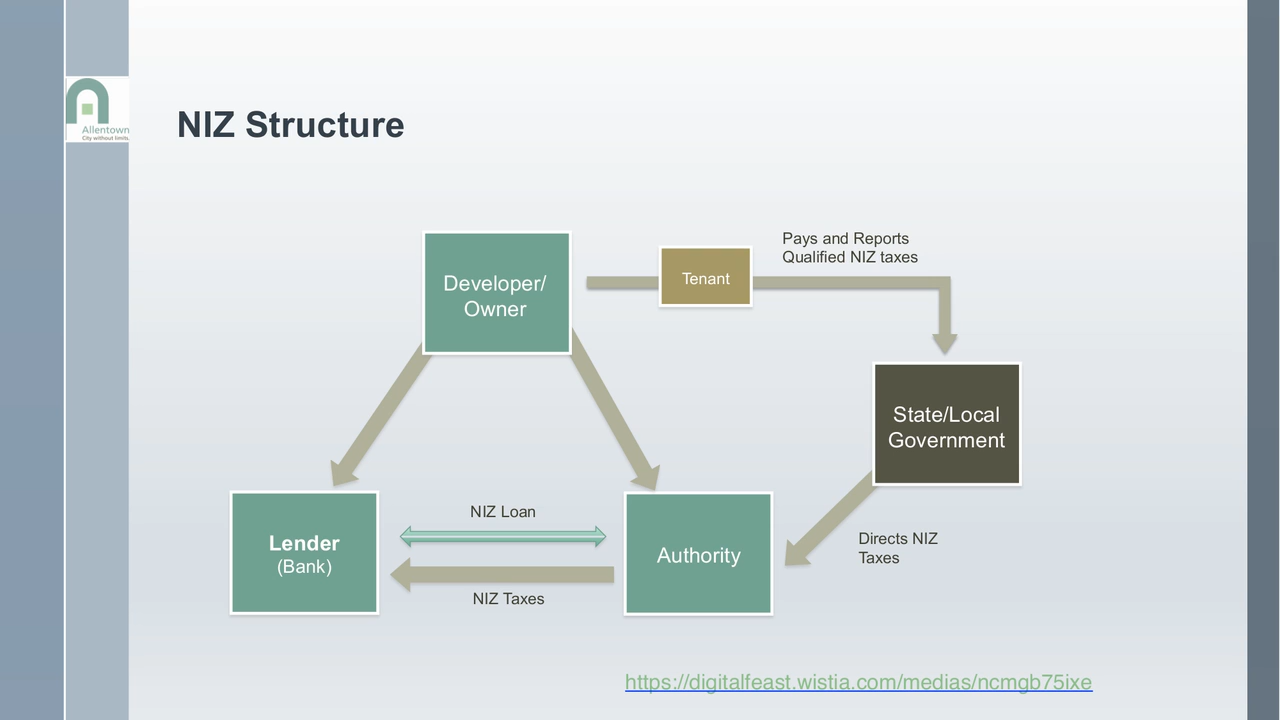 Allentown
City without limits.
NIZ Structure
Developer/
Owner
Tenant
Pays and Reports
Qualified NIZ taxes
State/Local
Government
Lender
(Bank)
NIZ Loan
NIZ Taxes
Authority
Directs NIZ
Taxes
https://digitalfeast.wistia.com/medias/ncmgb75ixe